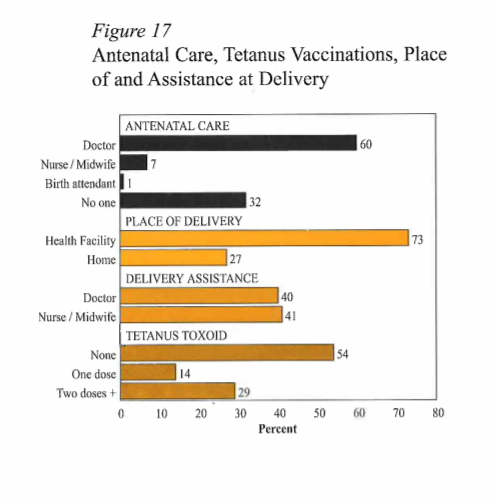 Figure 17
Antenatal Care, Tetanus Vaccinations, Place
of and Assistance at Delivery
ANTENATAL CARE
Doctor 60
Nurse / Midwife 7
Birth attendant 1
No one 32
PLACE OF DELIVERY
Health Facility 73
Home 27
DELIVERY ASSISTANCE
Doctor 40
Nurse / Midwife 41
TETANUS TOXOID
None 54
One dose 14
Two doses + 29
0 10 20 30 40 50 60 70 80
Percent